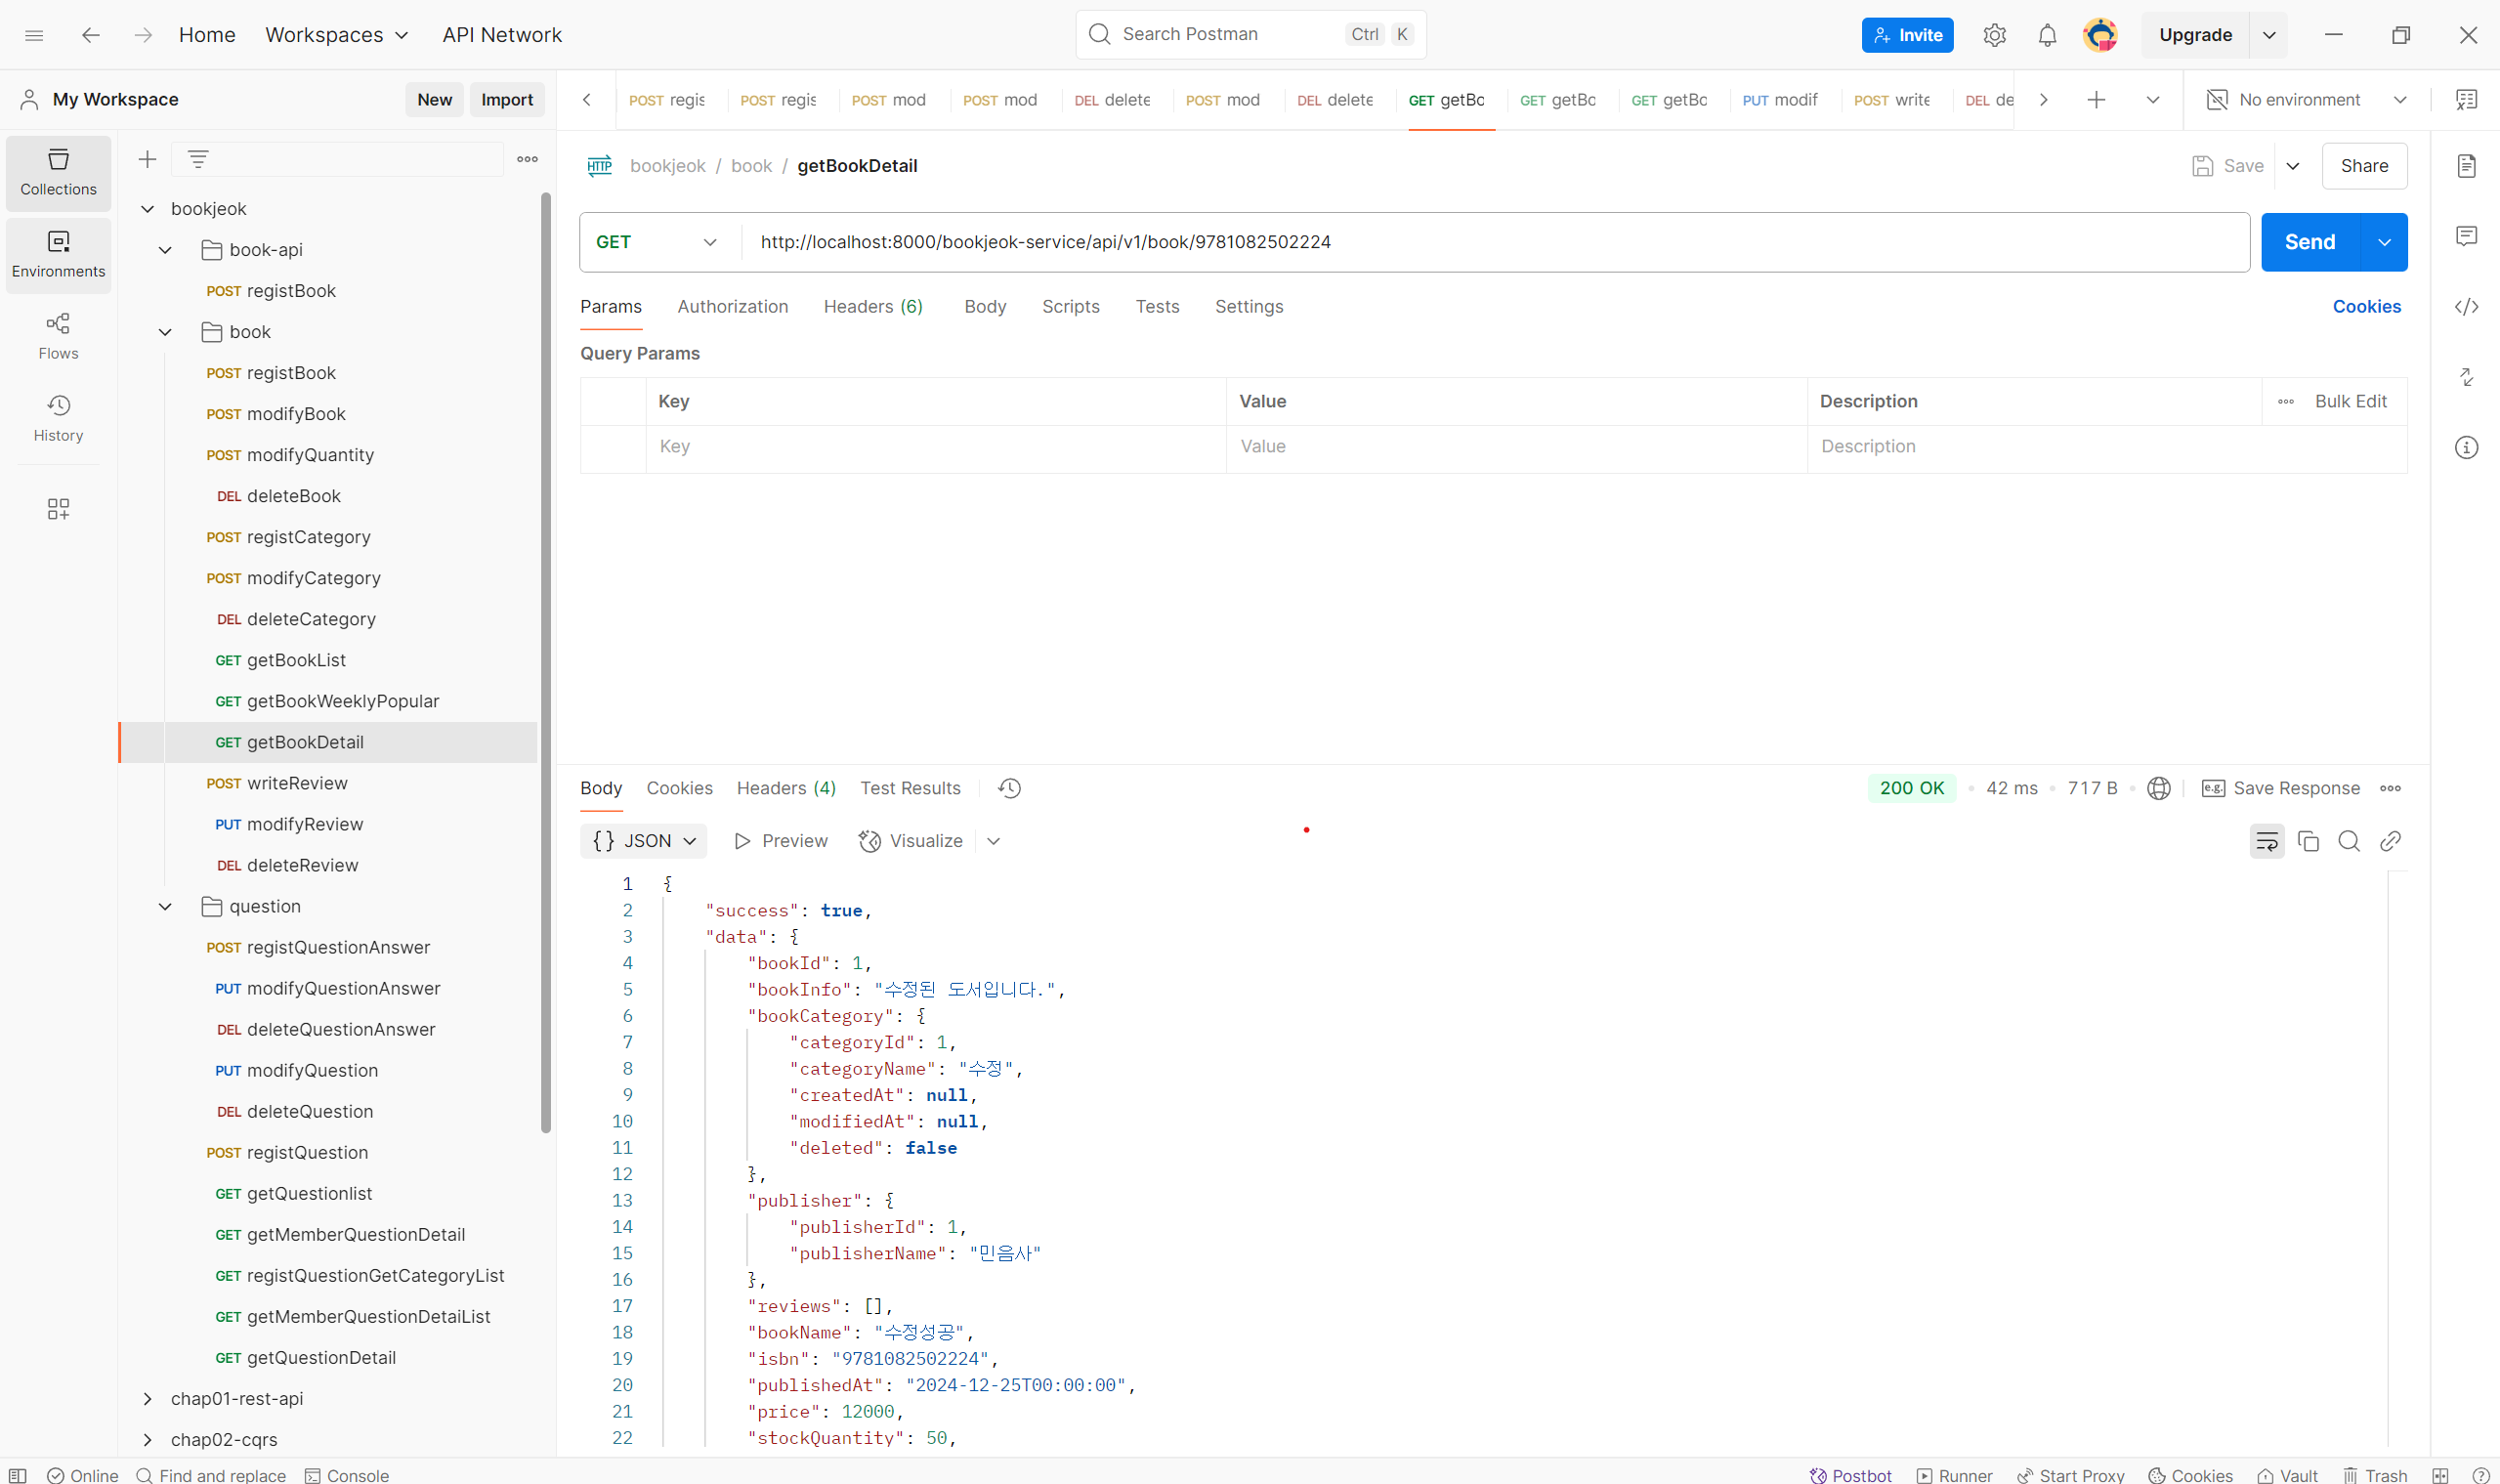 Home Workspaces API Network Search Postman Ctrl K Invite Upgrade
My Workspace New Import
POST regis POST regis POST mod POST mod DEL delete POST mod DEL delete GET getBo GET getBo GET getBo PUT modif POST write DEL de No environment
Collections
Environments
Flows
History
bookjeok
book-api
POST registBook
book
POST registBook
POST modifyBook
POST modifyQuantity
DEL deleteBook
POST registCategory
POST modifyCategory
DEL deleteCategory
GET getBookList
GET getBookWeeklyPopular
GET getBookDetail
POST writeReview
PUT modifyReview
DEL deleteReview
question
POST registQuestionAnswer
PUT modifyQuestionAnswer
DEL deleteQuestionAnswer
PUT modifyQuestion
DEL deleteQuestion
POST registQuestion
GET getQuestionlist
GET getMemberQuestionDetail
GET registQuestionGetCategoryList
GET getMemberQuestionDetaiList
GET getQuestionDetail
chap01-rest-api
chap02-cqrs
HTTP bookjeok / book / getBookDetail Save Share
GET http://localhost:8000/bookjeok-service/api/v1/book/9781082502224 Send
Params Authorization Headers (6) Body Scripts Tests Settings Cookies
Query Params
Key Value Description Bulk Edit
Key Value Description
Body Cookies Headers (4) Test Results 200 OK 42 ms 717 B e.g. Save Response
{} JSON Preview Visualize
1 {
2 "success": true,
3 "data": {
4 "bookId": 1,
5 "bookInfo": "수정된 도서입니다.",
6 "bookCategory": {
7 "categoryId": 1,
8 "categoryName": "수정",
9 "createdAt": null,
10 "modifiedAt": null,
11 "deleted": false
12 },
13 "publisher": {
14 "publisherId": 1,
15 "publisherName": "민음사"
16 },
17 "reviews": [],
18 "bookName": "수정성공",
19 "isbn": "9781082502224",
20 "publishedAt": "2024-12-25T00:00:00",
21 "price": 12000,
22 "stockQuantity": 50,
Online Find and replace Console Postbot Runner Start Proxy Cookies Vault Trash